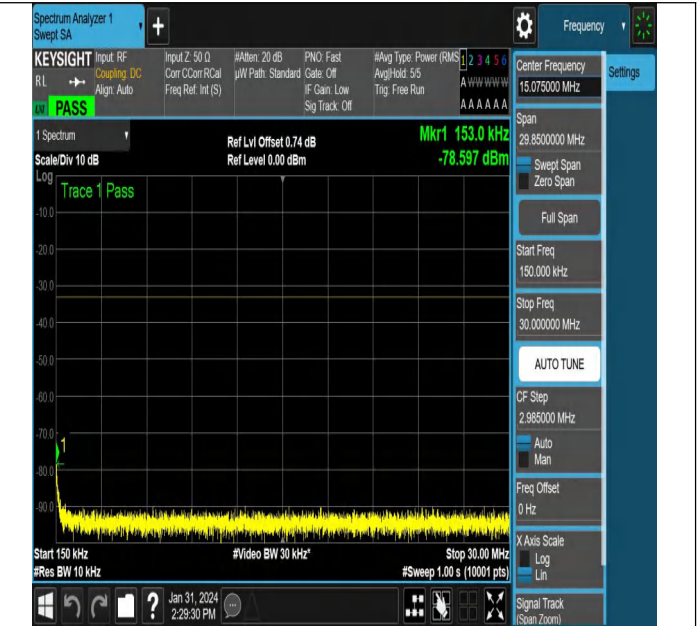 Spectrum Analyzer 1
Swept SA
+
Frequency
KEYSIGHT
RL
PASS
Input: RF
Coupling: DC
Align: Auto
Input Z: 50 Ω
Corr CCorr RCal
Freq Ref: Int (S)
#Atten: 20 dB
µW Path: Standard
PNO: Fast
Gate: Off
IF Gain: Low
Sig Track: Off
#Avg Type: Power (RMS
Avg|Hold: 5/5
Trig: Free Run
1 2 3 4 5 6
A W W W W W
A A A A A A
1 Spectrum
Scale/Div 10 dB
Ref Lvl Offset 0.74 dB
Ref Level 0.00 dBm
Mkr1 153.0 kHz
-78.597 dBm
Log
Trace 1 Pass
-10.0
-20.0
-30.0
-40.0
-50.0
-60.0
-70.0
1
-80.0
-90.0
Start 150 kHz
#Video BW 30 kHz*
Stop 30.00 MHz
#Res BW 10 kHz
#Sweep 1.00 s (10001 pts)
?
Jan 31, 2024
2:29:30 PM
Center Frequency
15.075000 MHz
Settings
Span
29.8500000 MHz
Swept Span
Zero Span
Full Span
Start Freq
150.000 kHz
Stop Freq
30.000000 MHz
AUTO TUNE
CF Step
2.985000 MHz
Auto
Man
Freq Offset
0 Hz
X Axis Scale
Log
Lin
Signal Track
(Span Zoom)